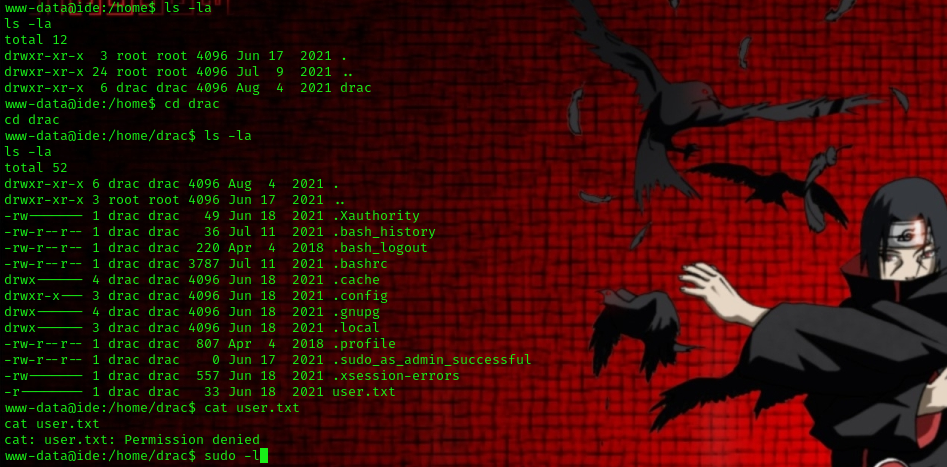 www-data@ide:/home$ ls -la
ls -la
total 12
drwxr-xr-x  3 root root 4096 Jun 17  2021 .
drwxr-xr-x 24 root root 4096 Jul  9  2021 ..
drwxr-xr-x  6 drac drac 4096 Aug  4  2021 drac
www-data@ide:/home$ cd drac
cd drac
www-data@ide:/home/drac$ ls -la
ls -la
total 52
drwxr-xr-x 6 drac drac 4096 Aug  4  2021 .
drwxr-xr-x 3 root root 4096 Jun 17  2021 ..
-rw------- 1 drac drac   49 Jun 18  2021 .Xauthority
-rw-r--r-- 1 drac drac   36 Jul 11  2021 .bash_history
-rw-r--r-- 1 drac drac  220 Apr  4  2018 .bash_logout
-rw-r--r-- 1 drac drac 3787 Jul 11  2021 .bashrc
drwx------ 4 drac drac 4096 Jun 18  2021 .cache
drwxr-x--- 3 drac drac 4096 Jun 18  2021 .config
drwx------ 4 drac drac 4096 Jun 18  2021 .gnupg
drwx------ 3 drac drac 4096 Jun 18  2021 .local
-rw-r--r-- 1 drac drac  807 Apr  4  2018 .profile
-rw-r--r-- 1 drac drac    0 Jun 17  2021 .sudo_as_admin_successful
-rw------- 1 drac drac  557 Jun 18  2021 .xsession-errors
-r-------- 1 drac drac   33 Jun 18  2021 user.txt
www-data@ide:/home/drac$ cat user.txt
cat user.txt
cat: user.txt: Permission denied
www-data@ide:/home/drac$ sudo -l